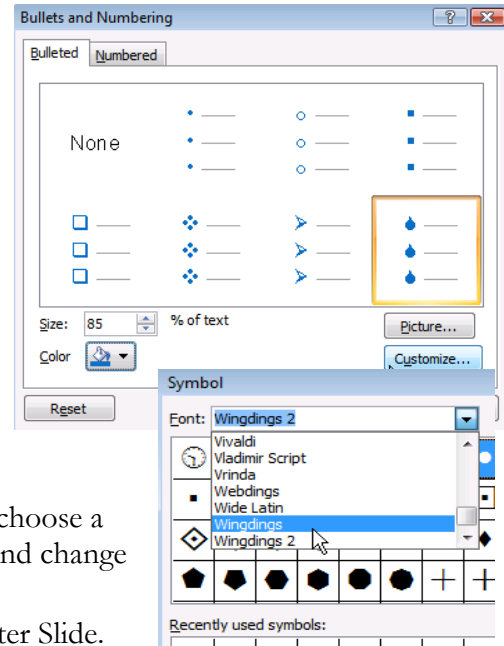 Bullets and Numbering
Bulleted Numbered
None
Size: 85 % of text
Picture...
Color
Customize...
Reset
Symbol
Font: Wingdings 2
Vivaldi
Vladimir Script
Vrinda
Webdings
Wide Latin
Wingdings
Wingdings 2
Recently used symbols:
choose a
nd change
ter Slide.